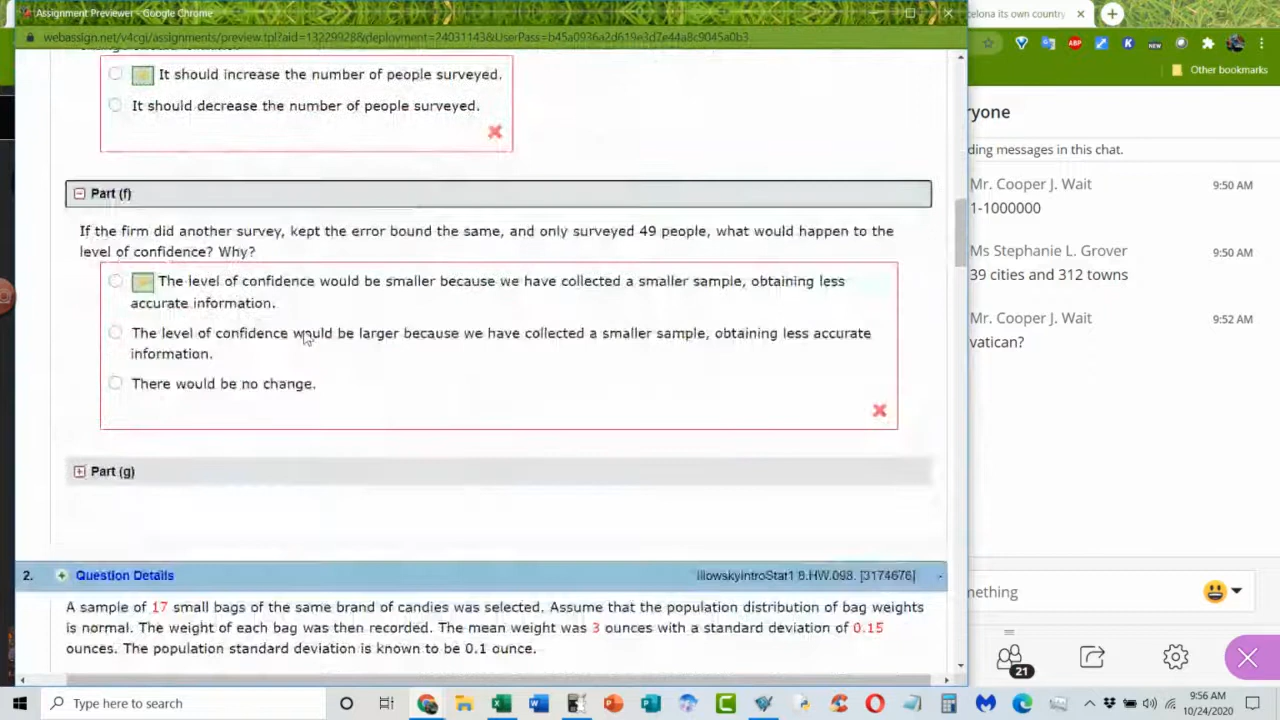 Assignment Previewer - Google Chrome
celona its own country
webassign.net/v4cgi/assignments/preview.tpl?aid=13229928&deployment=24031143&UserPass=b45a0936a2d619e3d7e44a8c9045a0b3
Other bookmarks
It should increase the number of people surveyed.
It should decrease the number of people surveyed.
Part (f)
If the firm did another survey, kept the error bound the same, and only surveyed 49 people, what would happen to the
level of confidence? Why?
The level of confidence would be smaller because we have collected a smaller sample, obtaining less
accurate information.
The level of confidence would be larger because we have collected a smaller sample, obtaining less accurate
information.
There would be no change.
Part (g)
2. Question Details IllowskyIntroStat1 8.HW.098. [3174676]
A sample of 17 small bags of the same brand of candies was selected. Assume that the population distribution of bag weights
is normal. The weight of each bag was then recorded. The mean weight was 3 ounces with a standard deviation of 0.15
ounces. The population standard deviation is known to be 0.1 ounce.
ryone
ding messages in this chat.
Mr. Cooper J. Wait 9:50 AM
1-1000000
Ms Stephanie L. Grover 9:50 AM
39 cities and 312 towns
Mr. Cooper J. Wait 9:52 AM
vatican?
nething
21
Type here to search
9:56 AM
10/24/2020